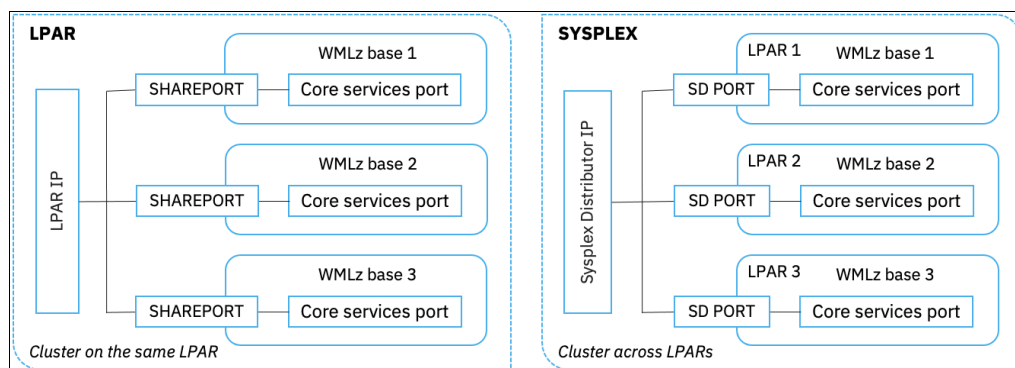 LPAR
WMLz base 1
SHAREPORT
Core services port
LPAR IP
WMLz base 2
SHAREPORT
Core services port
WMLz base 3
SHAREPORT
Core services port
Cluster on the same LPAR
SYSPLEX
LPAR 1
WMLz base 1
SD PORT
Core services port
Sysplex Distributor IP
LPAR 2
WMLz base 2
SD PORT
Core services port
LPAR 3
WMLz base 3
SD PORT
Core services port
Cluster across LPARs